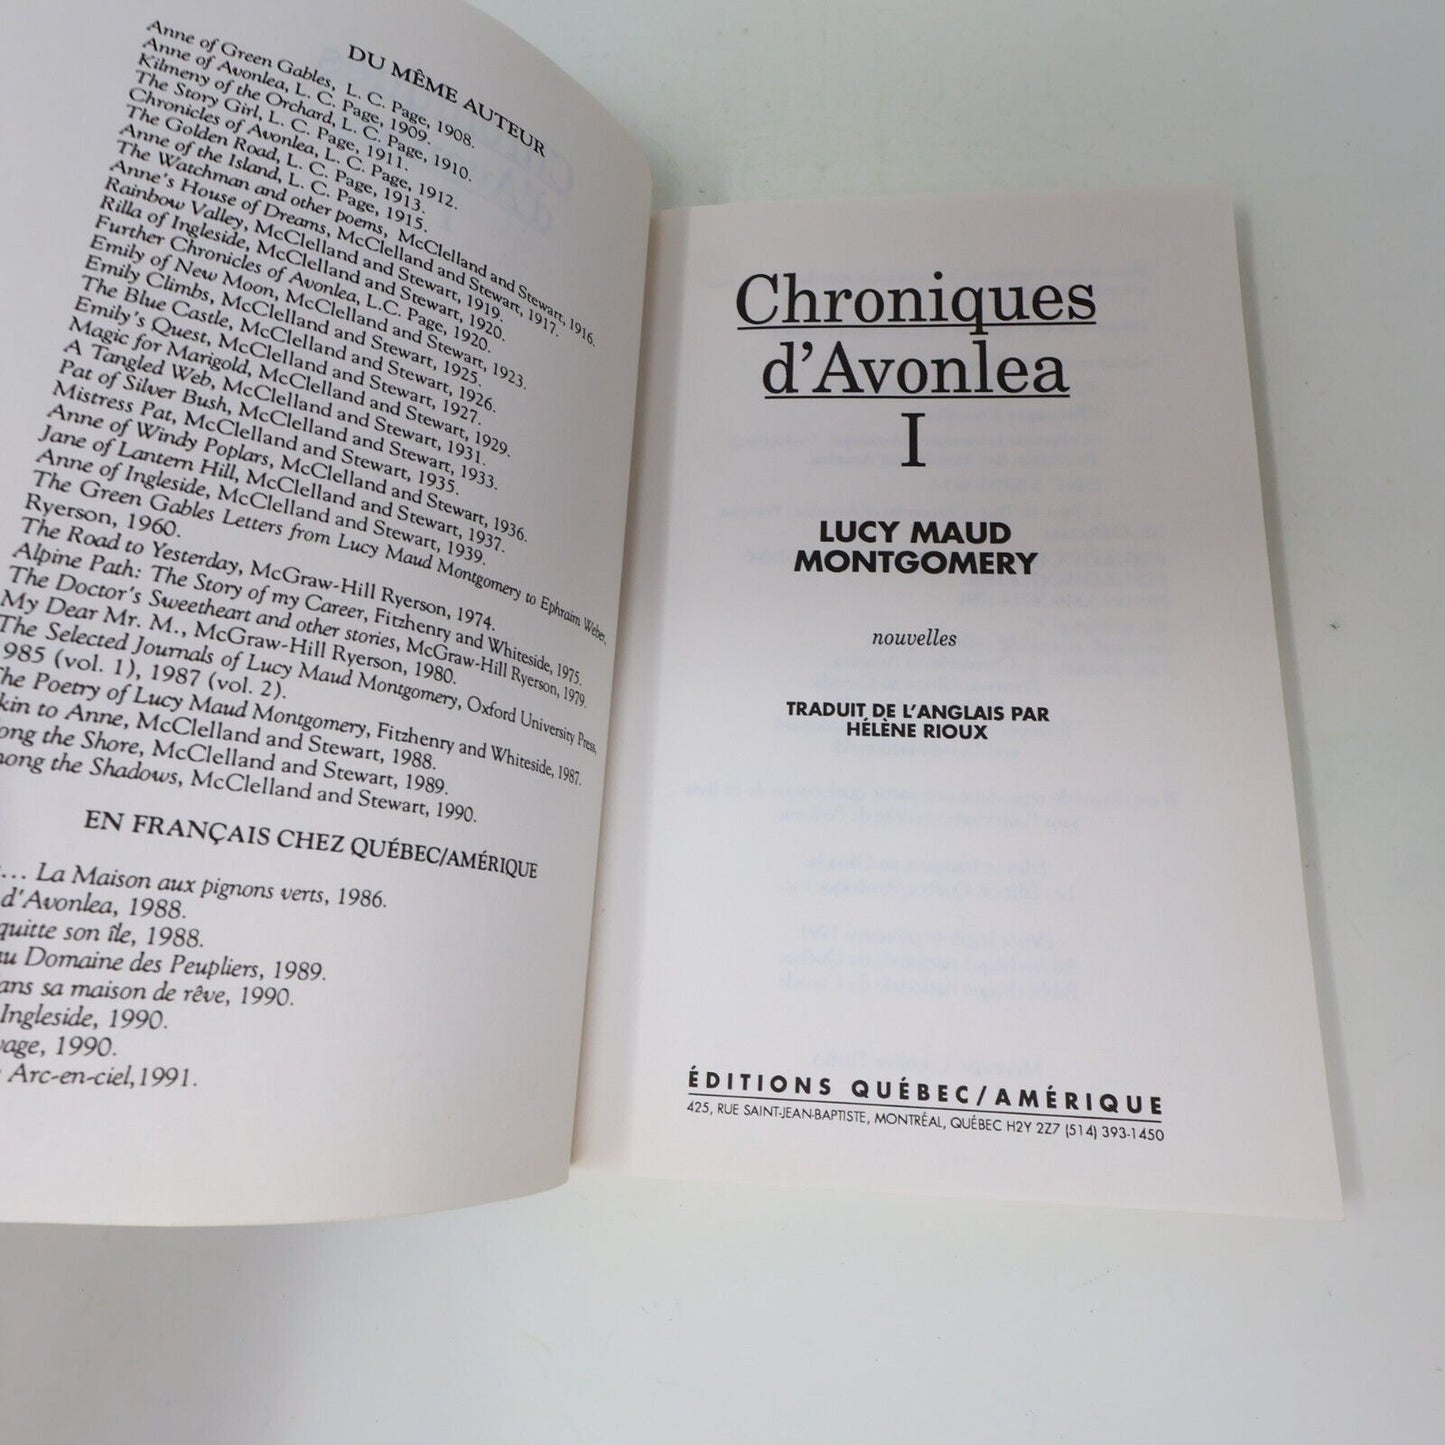 DU MÊME AUTEUR
Anne of Green Gables, L. C. Page, 1908.
Anne of Avonlea, L. C. Page, 1909.
Kilmeny of the Orchard, L. C. Page, 1910.
The Story Girl, L. C. Page, 1911.
Chronicles of Avonlea, L. C. Page, 1912.
The Golden Road, L. C. Page, 1913.
Anne of the Island, L. C. Page, 1915.
The Watchman and other poems, McClelland and Stewart, 1916.
Anne's House of Dreams, McClelland and Stewart, 1917.
Rainbow Valley, McClelland and Stewart, 1919.
Rilla of Ingleside, McClelland and Stewart, 1920.
Further Chronicles of Avonlea, L.C. Page, 1920.
Emily of New Moon, McClelland and Stewart, 1923.
Emily Climbs, McClelland and Stewart, 1925.
The Blue Castle, McClelland and Stewart, 1926.
Emily's Quest, McClelland and Stewart, 1927.
Magic for Marigold, McClelland and Stewart, 1929.
A Tangled Web, McClelland and Stewart, 1931.
Pat of Silver Bush, McClelland and Stewart, 1933.
Mistress Pat, McClelland and Stewart, 1935.
Anne of Windy Poplars, McClelland and Stewart, 1936.
Jane of Lantern Hill, McClelland and Stewart, 1937.
Anne of Ingleside, McClelland and Stewart, 1939.
The Green Gables Letters from Lucy Maud Montgomery to Ephraim Weber,
Ryerson, 1960.
The Road to Yesterday, McGraw-Hill Ryerson, 1974.
Alpine Path: The Story of my Career, Fitzhenry and Whiteside, 1975.
The Doctor's Sweetheart and other stories, McGraw-Hill Ryerson, 1979.
My Dear Mr. M., McGraw-Hill Ryerson, 1980.
The Selected Journals of Lucy Maud Montgomery, Oxford University Press,
1985 (vol. 1), 1987 (vol. 2).
The Poetry of Lucy Maud Montgomery, Fitzhenry and Whiteside, 1987.
kin to Anne, McClelland and Stewart, 1988.
ong the Shore, McClelland and Stewart, 1989.
mong the Shadows, McClelland and Stewart, 1990.
EN FRANÇAIS CHEZ QUÉBEC/AMÉRIQUE
... La Maison aux pignons verts, 1986.
d'Avonlea, 1988.
quitte son île, 1988.
au Domaine des Peupliers, 1989.
ans sa maison de rêve, 1990.
Ingleside, 1990.
vage, 1990.
Arc-en-ciel, 1991.
Chroniques
d'Avonlea
I
LUCY MAUD
MONTGOMERY
nouvelles
TRADUIT DE L'ANGLAIS PAR
HÉLÈNE RIOUX
ÉDITIONS QUÉBEC/AMÉRIQUE
425, RUE SAINT-JEAN-BAPTISTE, MONTRÉAL, QUÉBEC H2Y 2Z7 (514) 393-1450